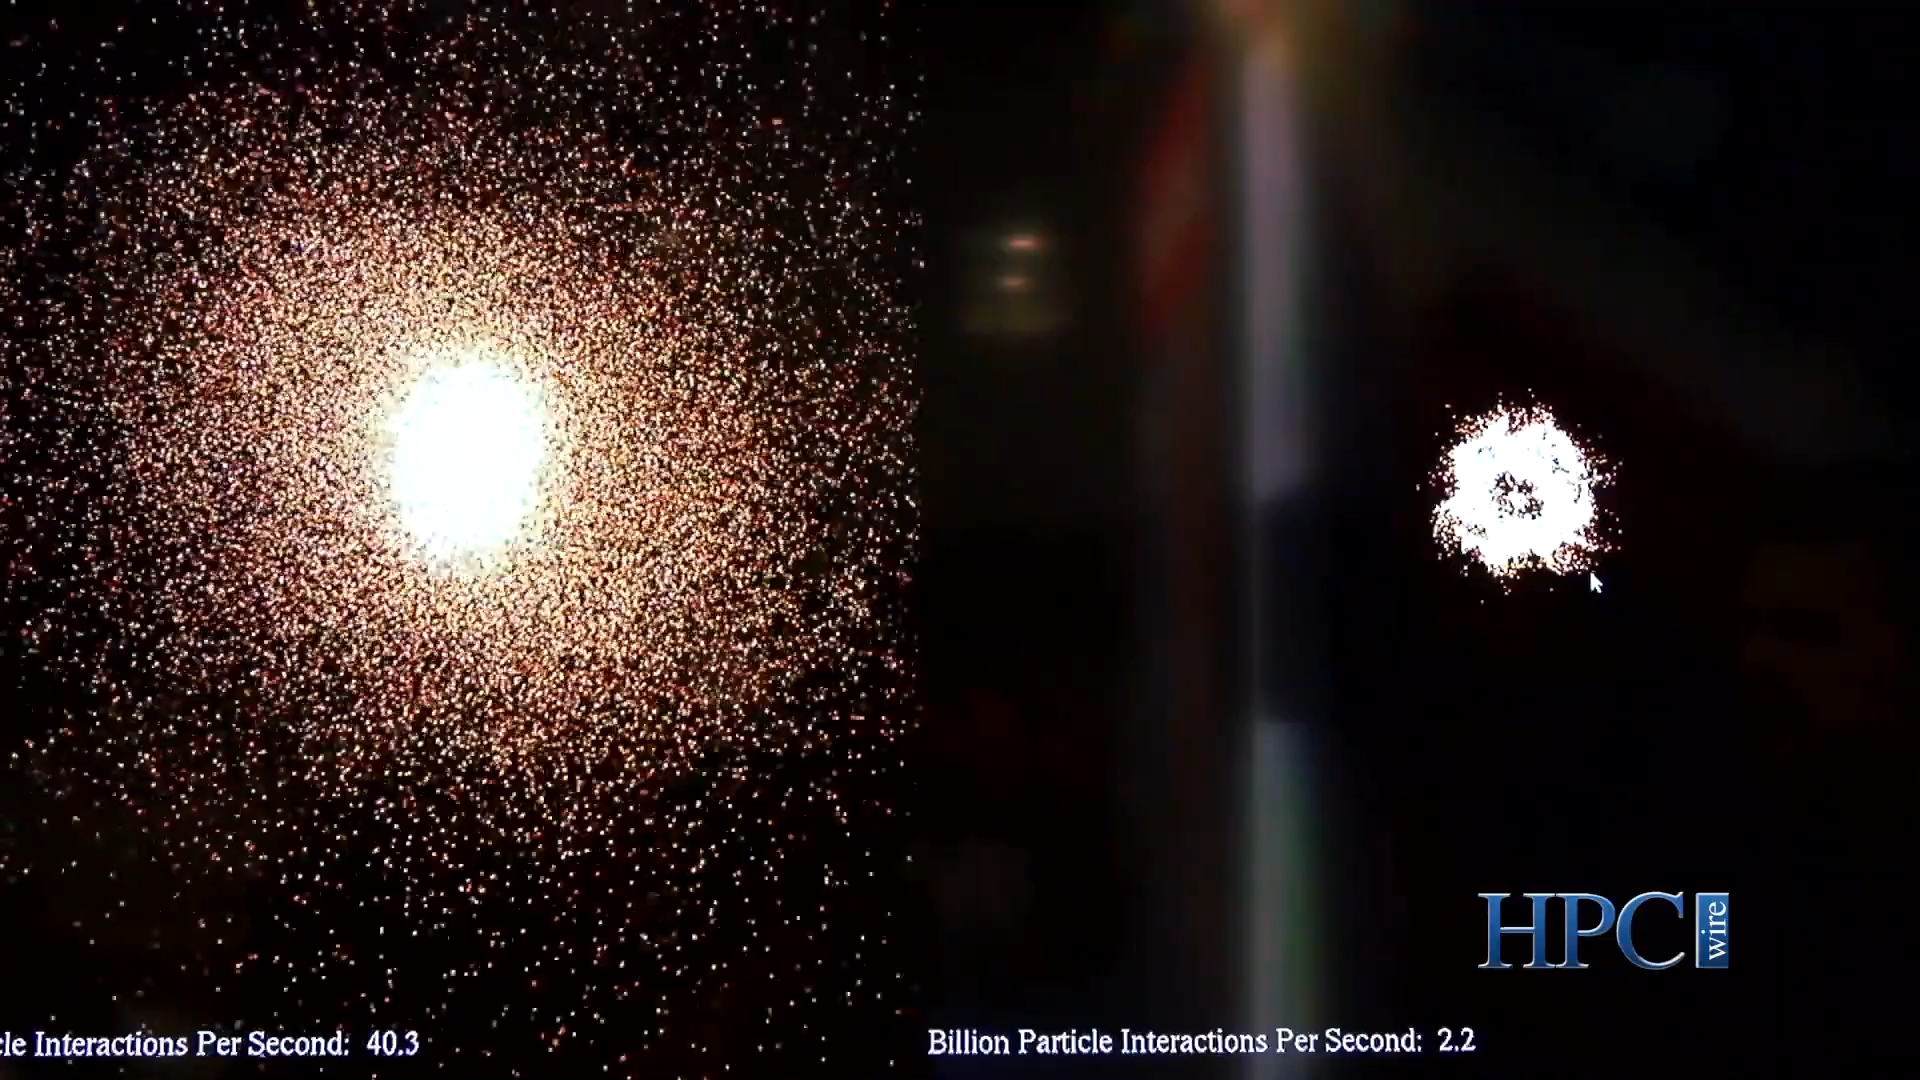 cle Interactions Per Second: 40.3
Billion Particle Interactions Per Second: 2.2
HPC wire